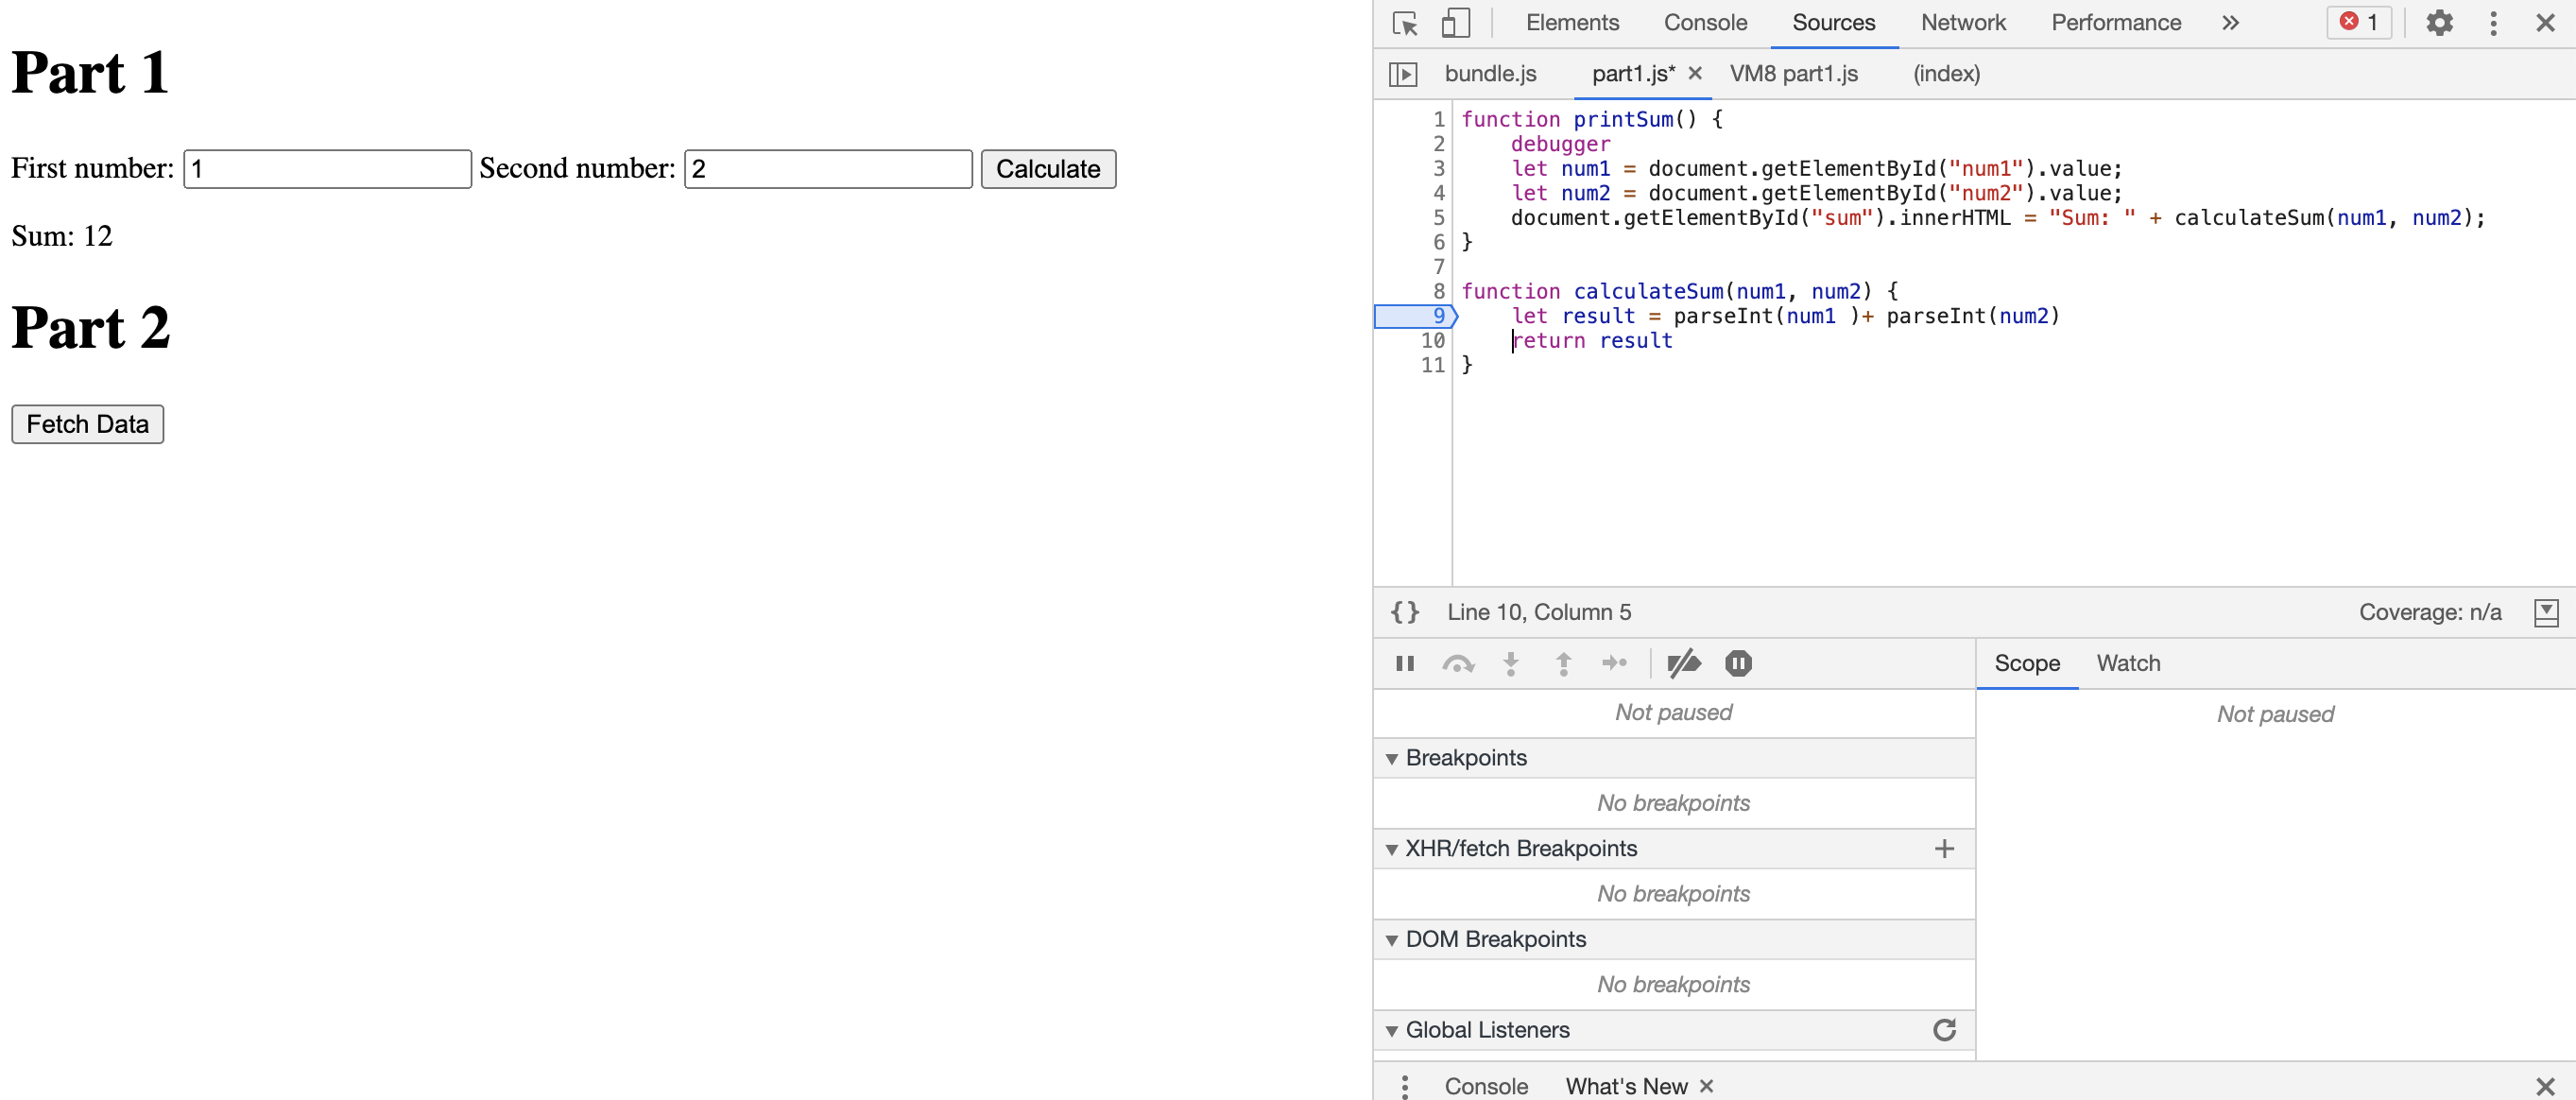 Part 1
First number: 1 Second number: 2 Calculate
Sum: 12
Part 2
Fetch Data
Elements Console Sources Network Performance » 1
bundle.js part1.js* × VM8 part1.js (index)
1 function printSum() {
2     debugger
3     let num1 = document.getElementById("num1").value;
4     let num2 = document.getElementById("num2").value;
5     document.getElementById("sum").innerHTML = "Sum: " + calculateSum(num1, num2);
6 }
7
8 function calculateSum(num1, num2) {
9     let result = parseInt(num1 )+ parseInt(num2)
10     return result
11 }
{} Line 10, Column 5 Coverage: n/a
Scope Watch
Not paused
Not paused
Breakpoints
No breakpoints
XHR/fetch Breakpoints +
No breakpoints
DOM Breakpoints
No breakpoints
Global Listeners
Console What's New ×